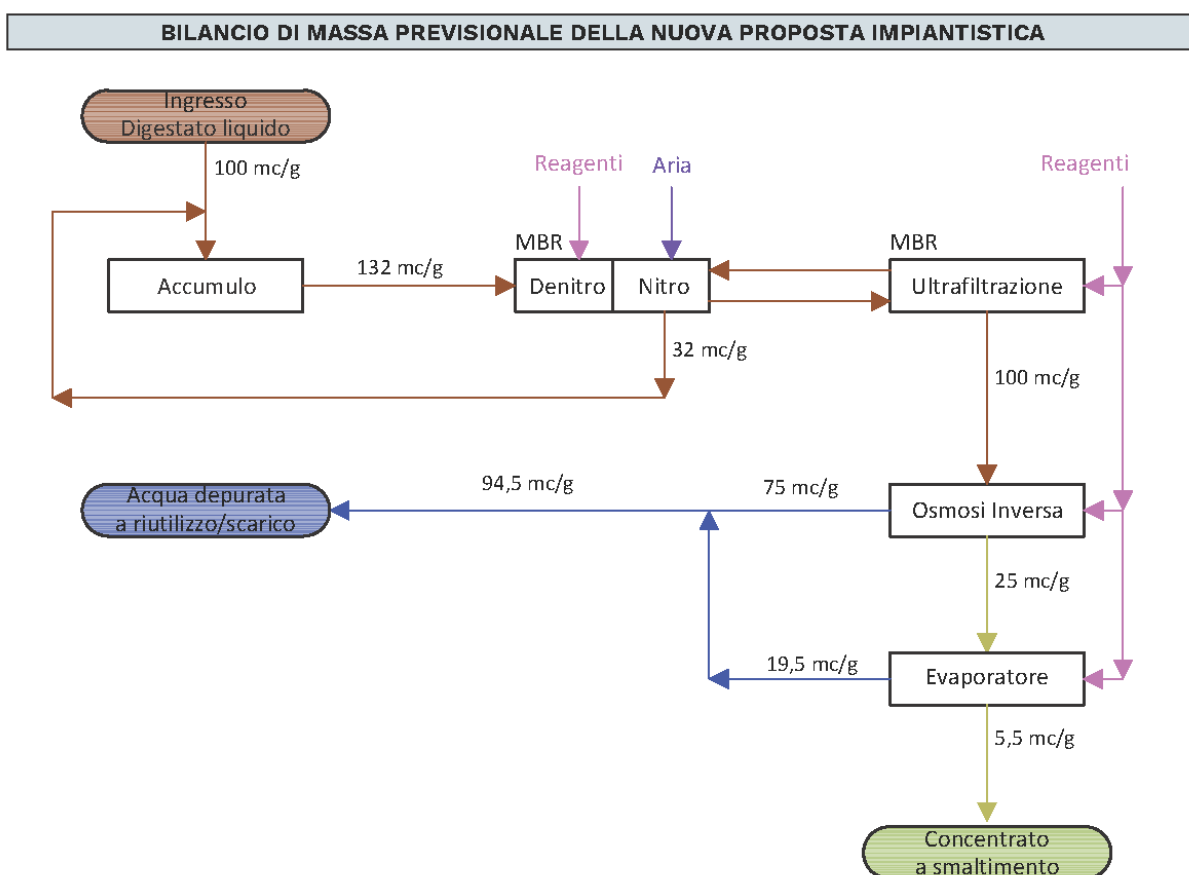 BILANCIO DI MASSA PREVISIONALE DELLA NUOVA PROPOSTA IMPIANTISTICA
Ingresso
Digestato liquido
100 mc/g
Reagenti
Aria
Reagenti
MBR
MBR
132 mc/g
Accumulo
Denitro
Nitro
Ultrafiltrazione
32 mc/g
100 mc/g
94,5 mc/g
75 mc/g
Acqua depurata
a riutilizzo/scarico
Osmosi Inversa
25 mc/g
19,5 mc/g
Evaporatore
5,5 mc/g
Concentrato
a smaltimento